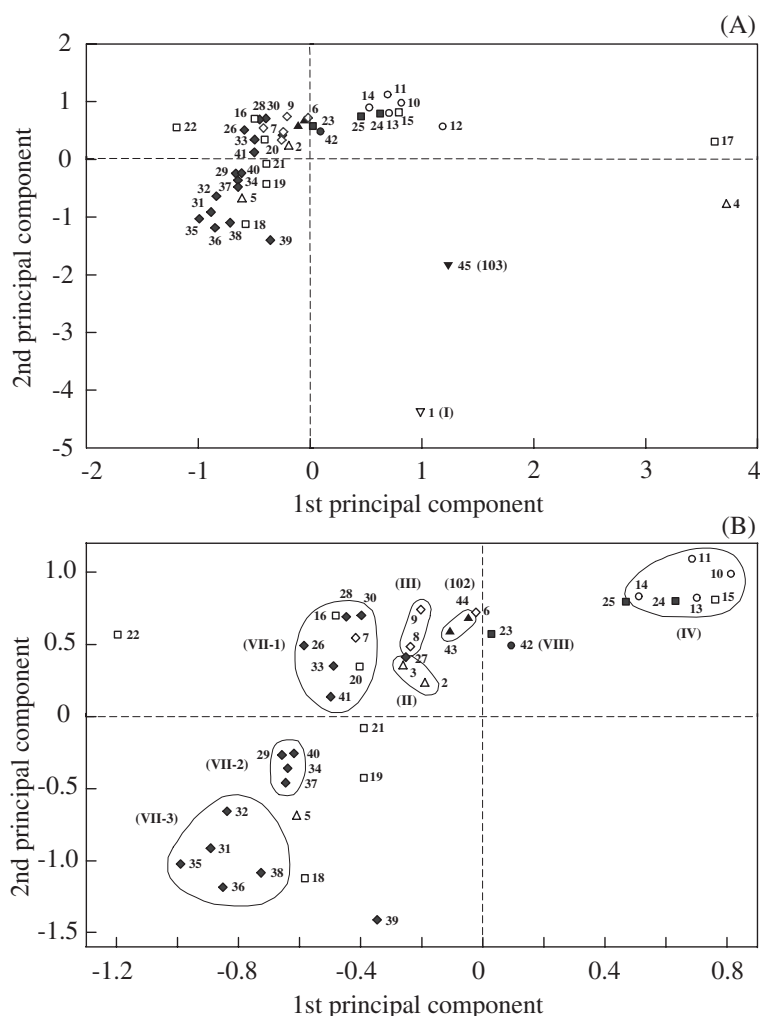 (A)
2
1
0
-1
-2
-3
-4
-5
2nd principal component
14 11
10
28 30 9 6
16 23
22 26 7 25 24 13 15 12
33 20 2 42 17
41 21
29 40
32 37 34 19
5 4
31
35 18
36 38 39
45 (103)
1 (I)
-2 -1 0 1 2 3 4
1st principal component
(B)
1.0
0.5
0
-0.5
-1.0
-1.5
2nd principal component
11
10
(III) (102) 14
28 30 44
16 9 6 25 24 13 15
22 (VII-1) 26 7 8 43 23 42 (VIII) (IV)
33 20 27
3 2
41 (II)
21
29 40
(VII-2) 34
37 19
(VII-3) 32 5
31
35 38 18
36
39
-1.2 -0.8 -0.4 0 0.4 0.8
1st principal component